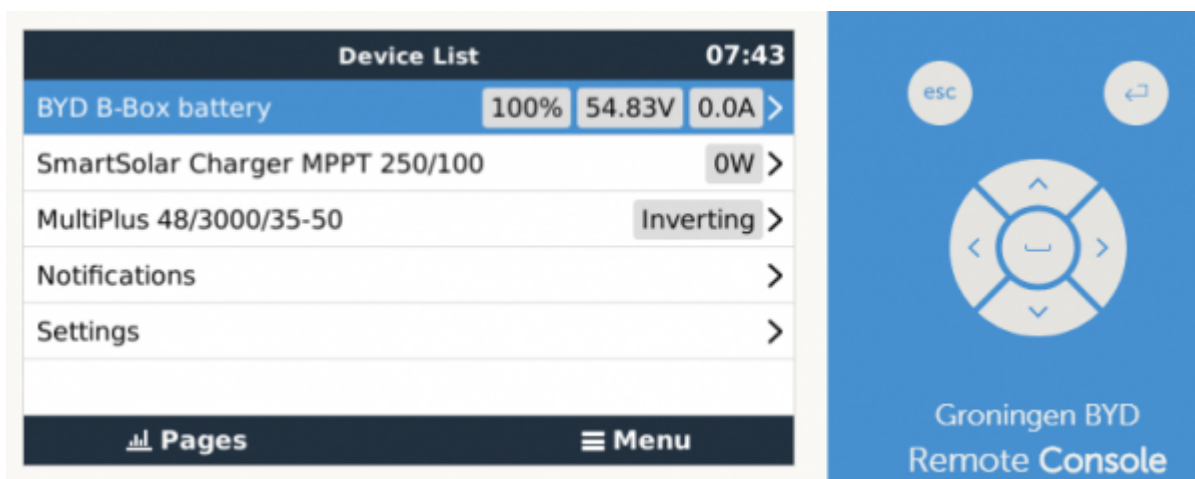 Device List 07:43
BYD B-Box battery 100% 54.83V 0.0A
SmartSolar Charger MPPT 250/100 0W
MultiPlus 48/3000/35-50 Inverting
Notifications
Settings
Pages Menu
esc
Groningen BYD
Remote Console